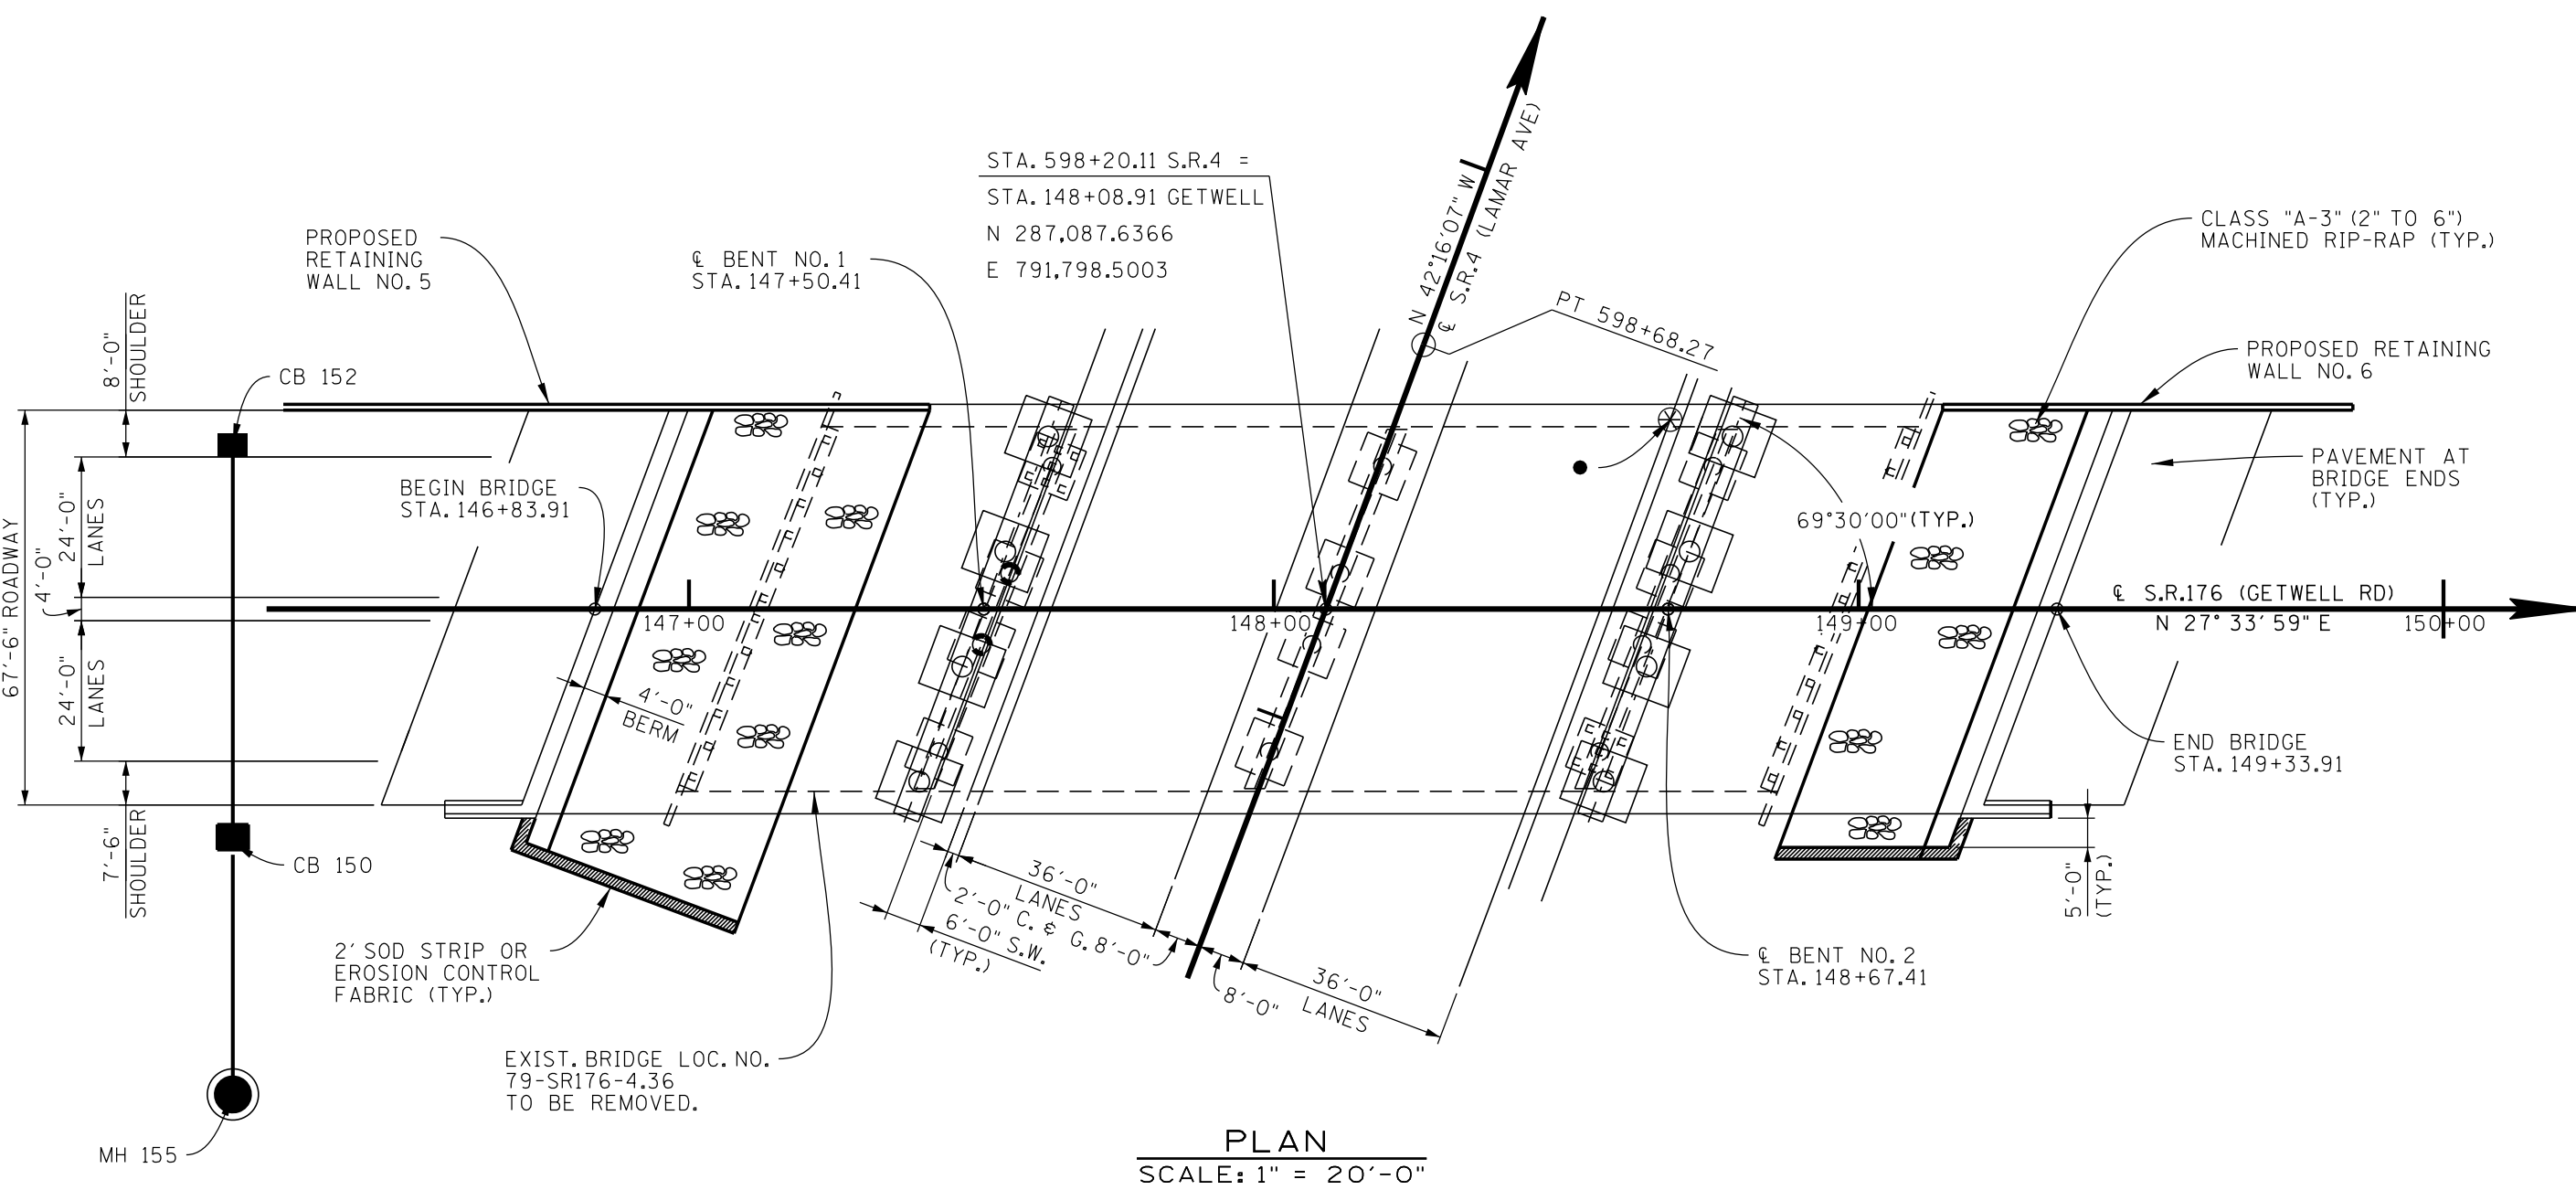 STA. 598+20.11 S.R.4 =
STA. 148+08.91 GETWELL
N 287,087.6366
E 791,798.5003
N 42°16'07" W
℄ S.R.4 (LAMAR AVE)
PROPOSED
RETAINING
WALL NO. 5
℄ BENT NO. 1
STA. 147+50.41
CLASS "A-3" (2" TO 6")
MACHINED RIP-RAP (TYP.)
PT 598+68.27
PROPOSED RETAINING
WALL NO. 6
8'-0"
SHOULDER
CB 152
BEGIN BRIDGE
STA. 146+83.91
PAVEMENT AT
BRIDGE ENDS
(TYP.)
69°30'00" (TYP.)
67'-6" ROADWAY
24'-0"
LANES
4'-0"
24'-0"
LANES
147+00
148+00
149+00
150+00
℄ S.R.176 (GETWELL RD)
N 27° 33' 59" E
4'-0"
BERM
END BRIDGE
STA. 149+33.91
7'-6"
SHOULDER
CB 150
36'-0"
LANES
2'-0" C. & G.
8'-0"
6'-0" S.W.
(TYP.)
8'-0"
36'-0"
LANES
5'-0"
(TYP.)
2' SOD STRIP OR
EROSION CONTROL
FABRIC (TYP.)
℄ BENT NO. 2
STA. 148+67.41
EXIST. BRIDGE LOC. NO.
79-SR176-4.36
TO BE REMOVED.
MH 155
PLAN
SCALE: 1" = 20'-0"